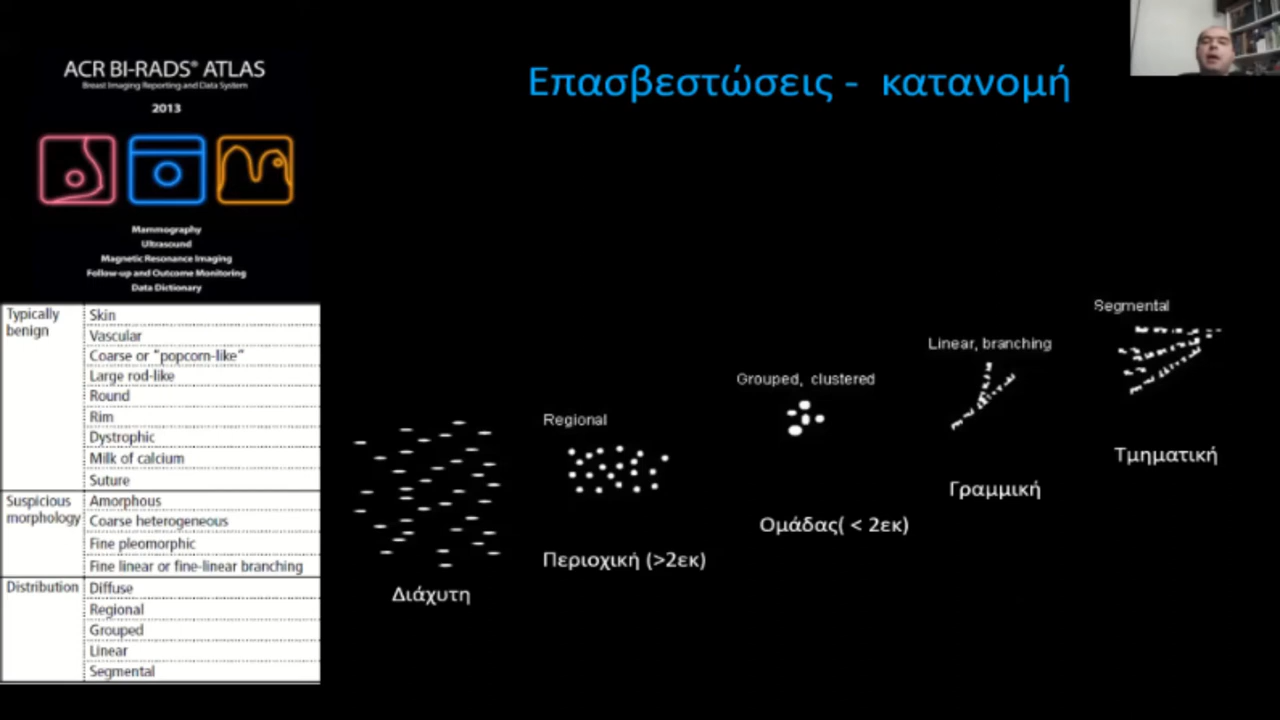 ACR BI-RADS® ATLAS
Breast Imaging Reporting and Data System
2013
Mammography
Ultrasound
Magnetic Resonance Imaging
Follow-up and Outcome Monitoring
Data Dictionary
Typically benign
Skin
Vascular
Coarse or "popcorn-like"
Large rod-like
Round
Rim
Dystrophic
Milk of calcium
Suture
Suspicious morphology
Amorphous
Coarse heterogeneous
Fine pleomorphic
Fine linear or fine-linear branching
Distribution
Diffuse
Regional
Grouped
Linear
Segmental
Επασβεστώσεις - κατανομή
Διάχυτη
Regional
Περιοχική (>2εκ)
Grouped, clustered
Ομάδας( < 2εκ)
Linear, branching
Γραμμική
Segmental
Τμηματική